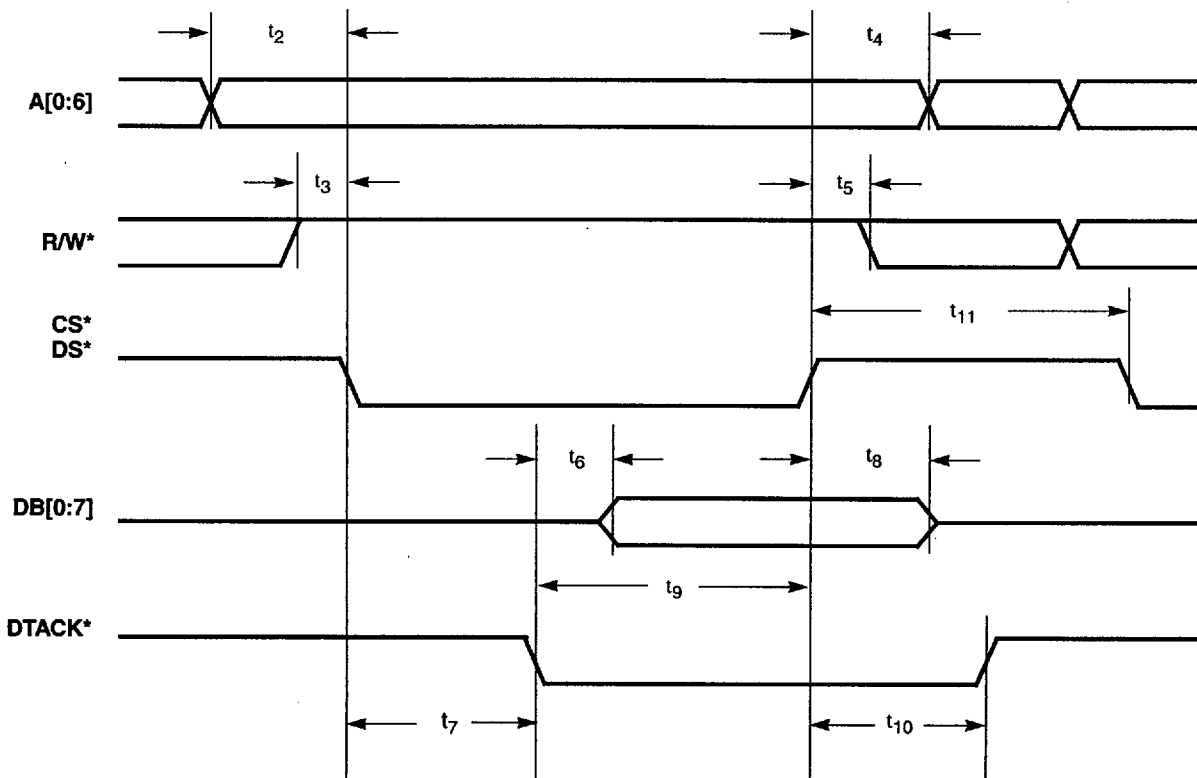 t2
t4
A[0:6]
t3
t5
R/W*
t11
CS*
DS*
t6
t8
DB[0:7]
t9
DTACK*
t7
t10